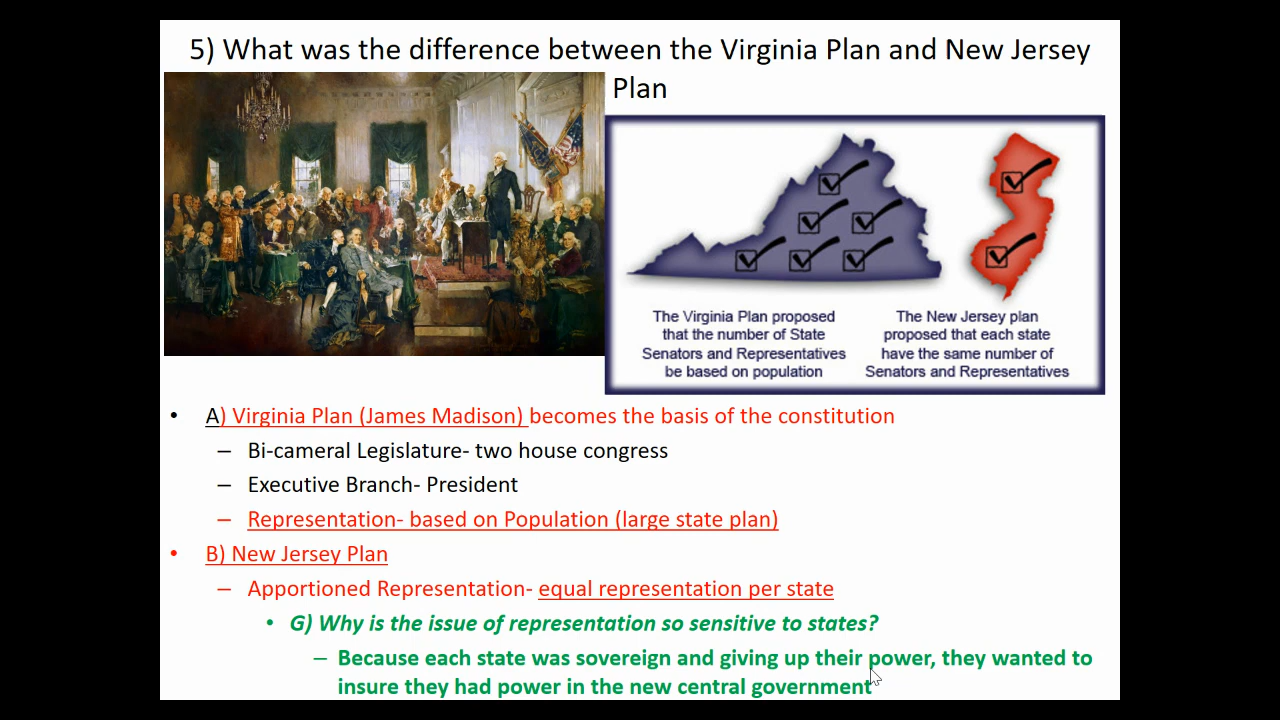 5) What was the difference between the Virginia Plan and New Jersey
Plan
The Virginia Plan proposed
that the number of State
Senators and Representatives
be based on population
The New Jersey plan
proposed that each state
have the same number of
Senators and Representatives
• A) Virginia Plan (James Madison) becomes the basis of the constitution
– Bi-cameral Legislature- two house congress
– Executive Branch- President
– Representation- based on Population (large state plan)
• B) New Jersey Plan
– Apportioned Representation- equal representation per state
• G) Why is the issue of representation so sensitive to states?
– Because each state was sovereign and giving up their power, they wanted to
insure they had power in the new central government